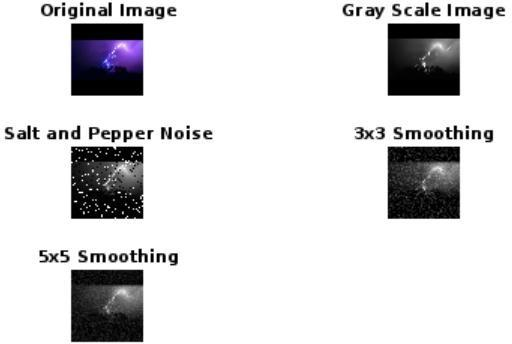 Original Image
Gray Scale Image
Salt and Pepper Noise
3x3 Smoothing
5x5 Smoothing